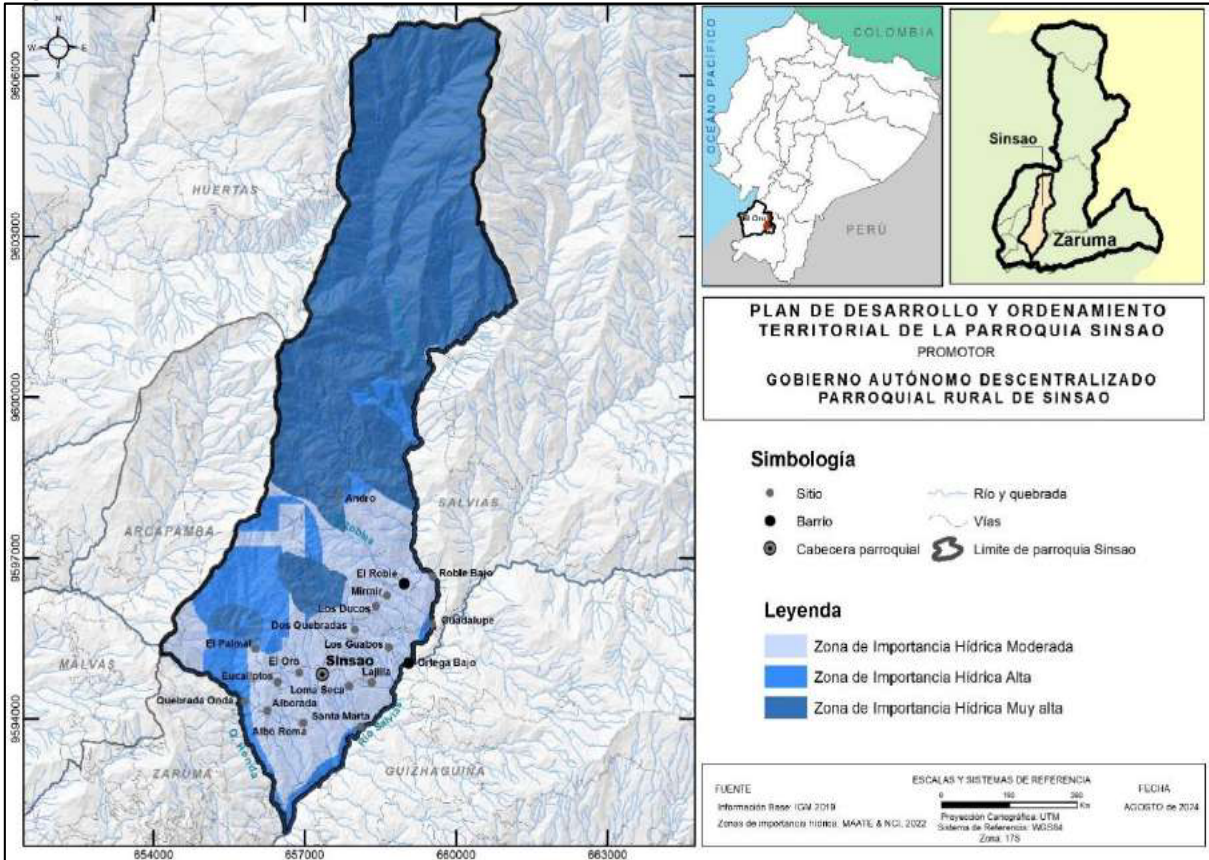 N
W
E
S
9606000
9603000
9600000
9597000
9594000
HUERTAS
ARCAPAMBA
MALVAS
ZARUMA
SALVIAS
GUIZHAGUIÑA
Andro
El Roble
Roble Bajo
Mirmir
Los Ducos
Guadalupe
Dos Quebradas
El Palmal
Los Guabos
El Oro
Sinsao
Ortega Bajo
Eucaliptos
Lajilla
Loma Seca
Quebrada Onda
Alborada
Santa Marta
Albo Roma
Río Salvias
654000
657000
660000
663000
OCEANO PACÍFICO
COLOMBIA
El Oro
PERÚ
Sinsao
Zaruma
PLAN DE DESARROLLO Y ORDENAMIENTO
TERRITORIAL DE LA PARROQUIA SINSAO
PROMOTOR
GOBIERNO AUTÓNOMO DESCENTRALIZADO
PARROQUIAL RURAL DE SINSAO
Simbología
Sitio
Río y quebrada
Barrio
Vías
Cabecera parroquial
Límite de parroquia Sinsao
Leyenda
Zona de Importancia Hídrica Moderada
Zona de Importancia Hídrica Alta
Zona de Importancia Hídrica Muy alta
FUENTE
Información Base: IGM 2019
Zonas de importancia hídrica: MAATE & NCI, 2022
ESCALAS Y SISTEMAS DE REFERENCIA
0
Km
Proyección Cartográfica: UTM
Sistema de Referencia: WGS84
Zona: 17S
FECHA
AGOSTO de 2024